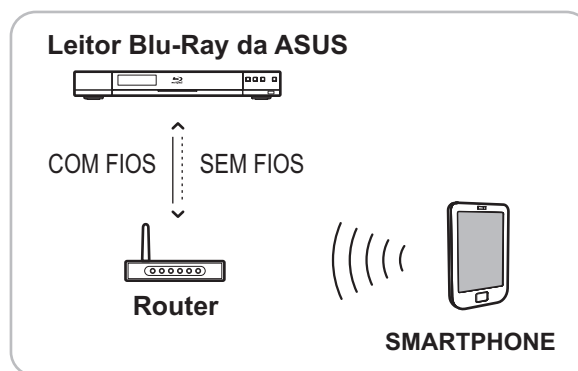 Leitor Blu-Ray da ASUS
COM FIOS SEM FIOS
Router
SMARTPHONE